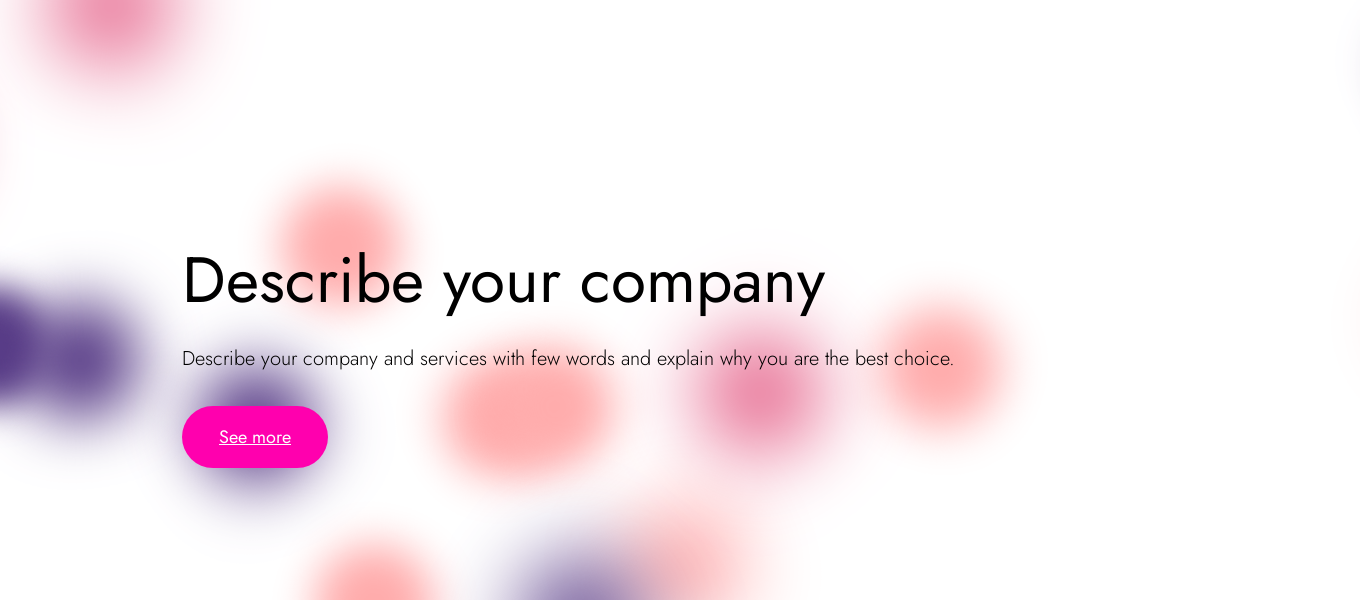 Describe your company
Describe your company and services with few words and explain why you are the best choice.
See more